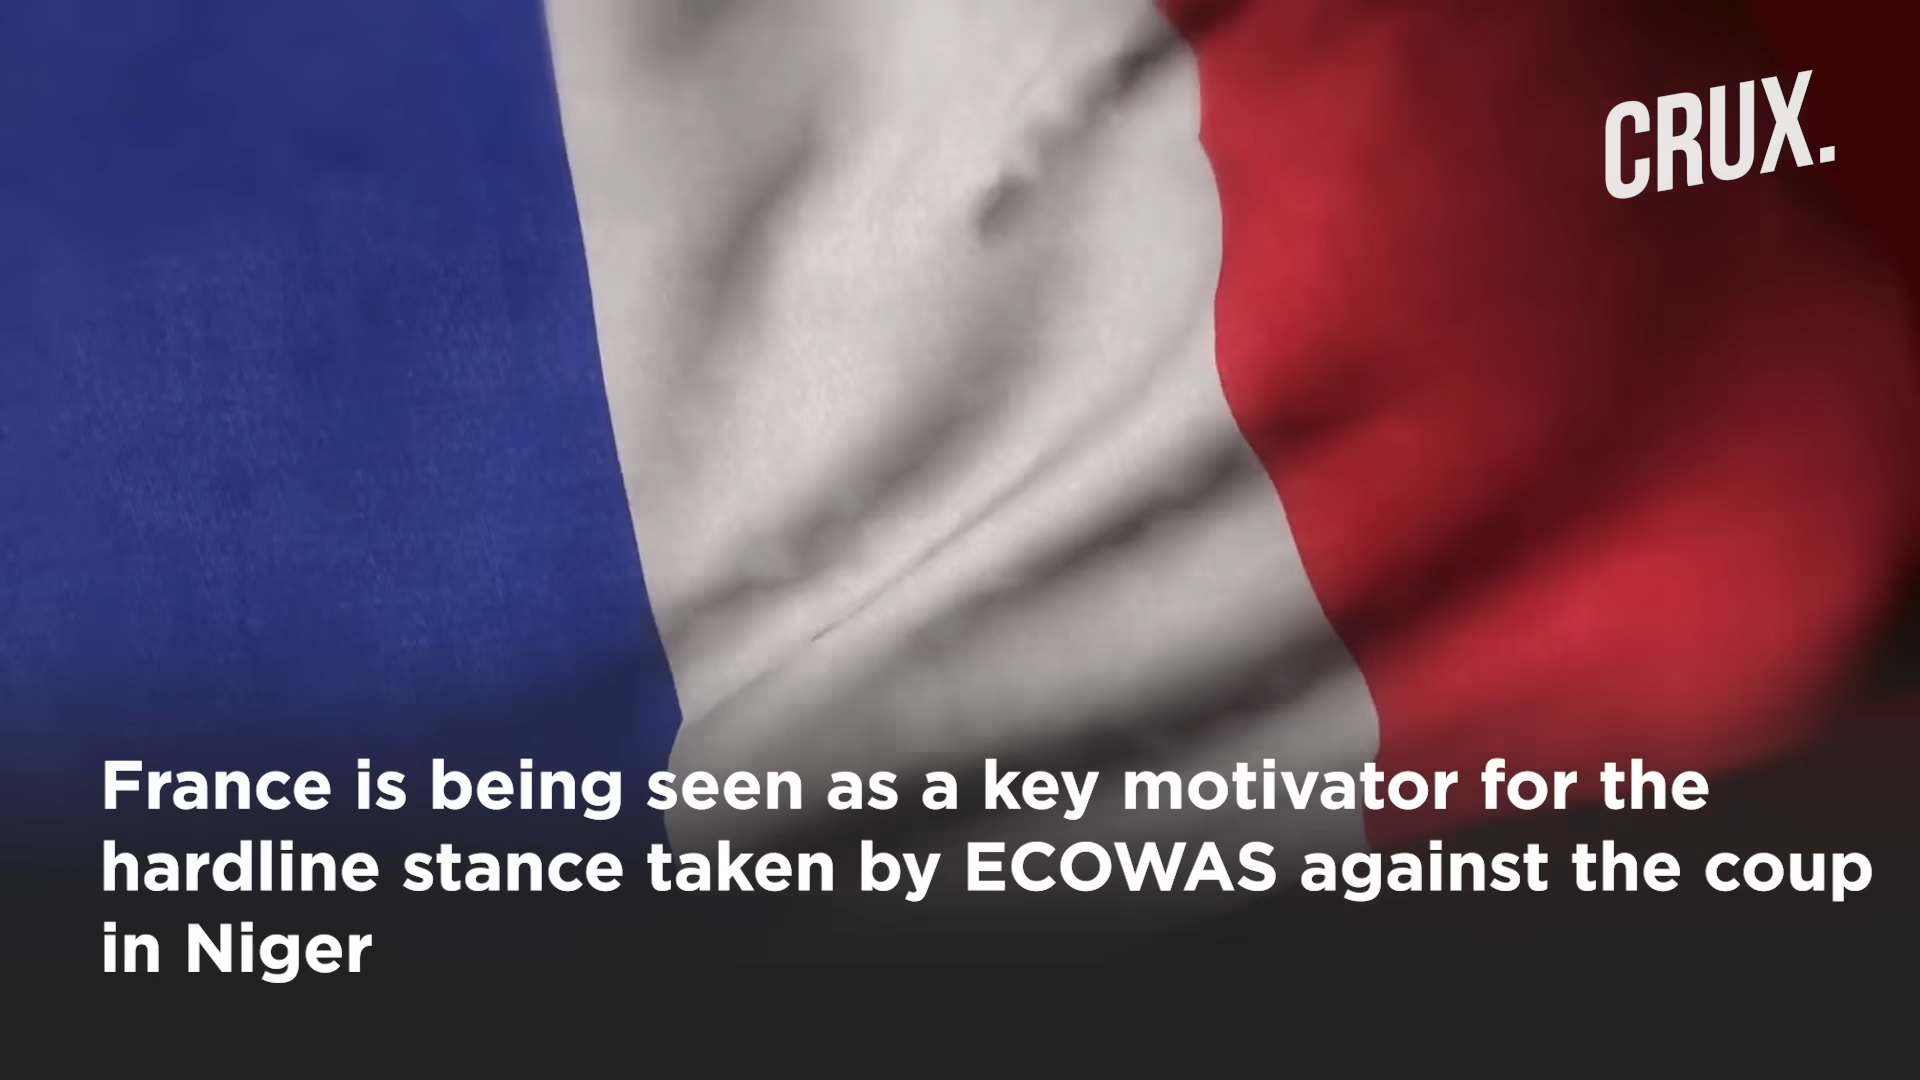 CRUX.
France is being seen as a key motivator for the
hardline stance taken by ECOWAS against the coup
in Niger